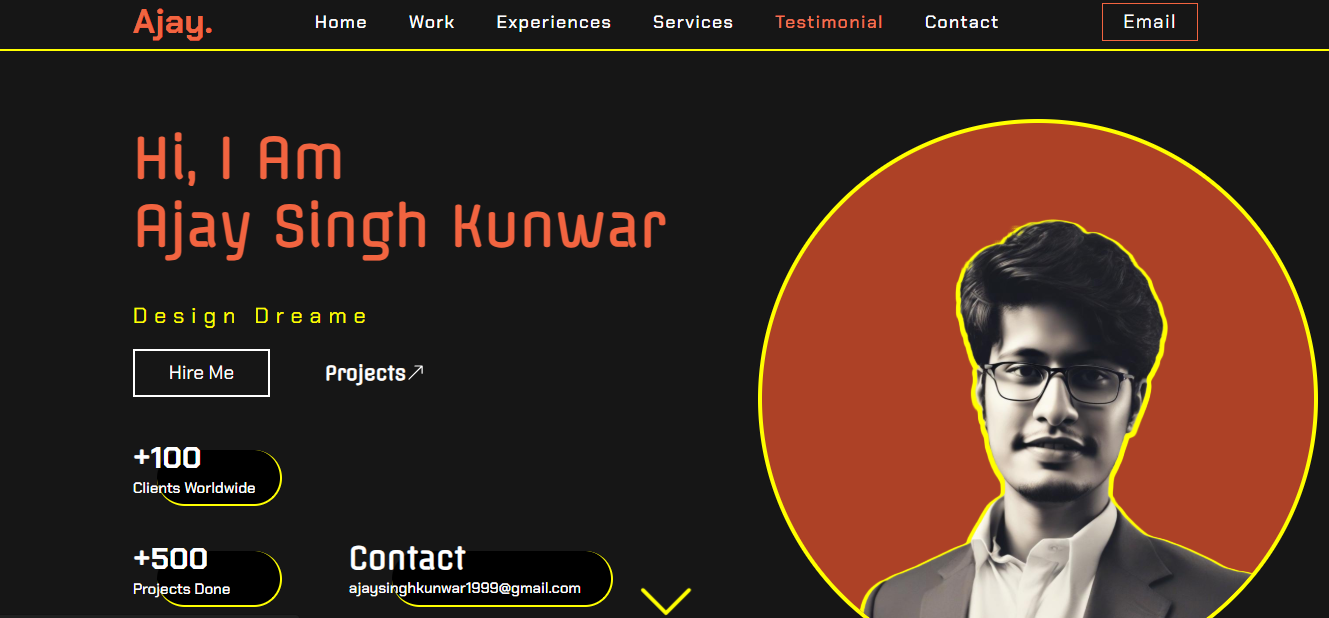 Ajay.
Home Work Experiences Services Testimonial Contact Email
Hi, I Am
Ajay Singh Kunwar
Design Dreame
Hire Me Projects
+100
Clients Worldwide
+500
Projects Done
Contact
ajaysinghkunwar1999@gmail.com